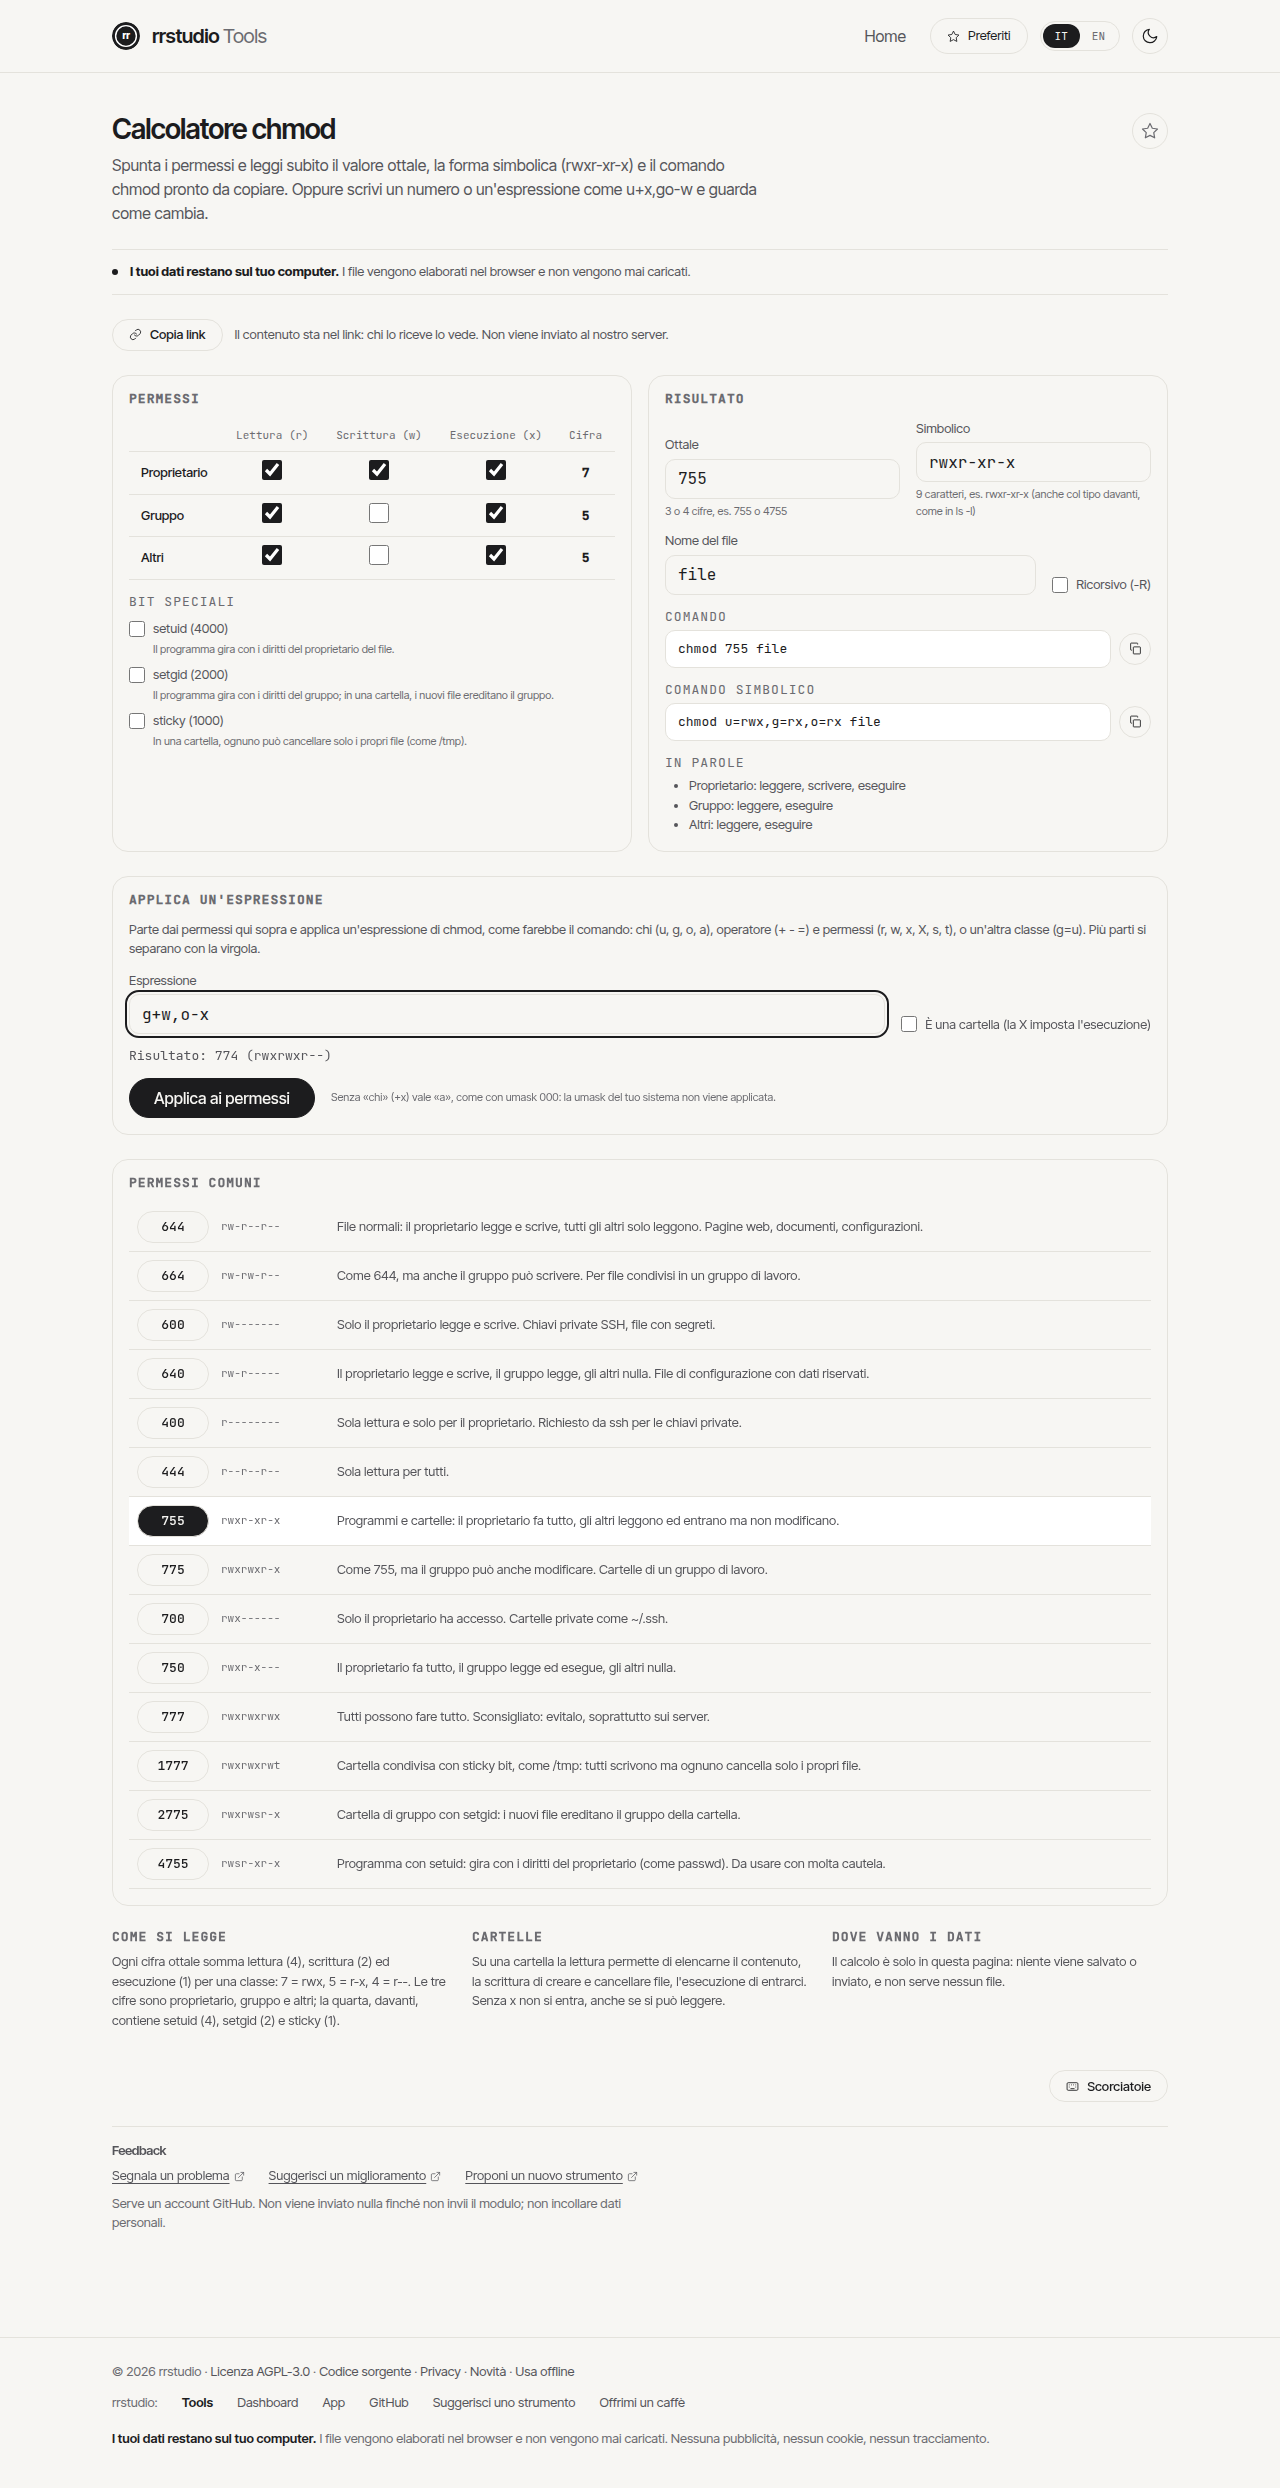 rr rrstudio Tools
Home
Preferiti
IT EN
Calcolatore chmod
Spunta i permessi e leggi subito il valore ottale, la forma simbolica (rwxr-xr-x) e il comando
chmod pronto da copiare. Oppure scrivi un numero o un'espressione come u+x,go-w e guarda
come cambia.
I tuoi dati restano sul tuo computer. I file vengono elaborati nel browser e non vengono mai caricati.
Copia link Il contenuto sta nel link: chi lo riceve lo vede. Non viene inviato al nostro server.
PERMESSI
Lettura (r) Scrittura (w) Esecuzione (x) Cifra
Proprietario 7
Gruppo 5
Altri 5
BIT SPECIALI
setuid (4000)
Il programma gira con i diritti del proprietario del file.
setgid (2000)
Il programma gira con i diritti del gruppo; in una cartella, i nuovi file ereditano il gruppo.
sticky (1000)
In una cartella, ognuno può cancellare solo i propri file (come /tmp).
RISULTATO
Ottale
755
3 o 4 cifre, es. 755 o 4755
Simbolico
rwxr-xr-x
9 caratteri, es. rwxr-xr-x (anche col tipo davanti,
come in ls -l)
Nome del file
file
Ricorsivo (-R)
COMANDO
chmod 755 file
COMANDO SIMBOLICO
chmod u=rwx,g=rx,o=rx file
IN PAROLE
• Proprietario: leggere, scrivere, eseguire
• Gruppo: leggere, eseguire
• Altri: leggere, eseguire
APPLICA UN'ESPRESSIONE
Parte dai permessi qui sopra e applica un'espressione di chmod, come farebbe il comando: chi (u, g, o, a), operatore (+ - =) e permessi (r, w, x, X, s, t), o un'altra classe (g=u). Più parti si
separano con la virgola.
Espressione
g+w,o-x
È una cartella (la X imposta l'esecuzione)
Risultato: 774 (rwxrwxr--)
Applica ai permessi
Senza «chi» (+x) vale «a», come con umask 000: la umask del tuo sistema non viene applicata.
PERMESSI COMUNI
644 rw-r--r-- File normali: il proprietario legge e scrive, tutti gli altri solo leggono. Pagine web, documenti, configurazioni.
664 rw-rw-r-- Come 644, ma anche il gruppo può scrivere. Per file condivisi in un gruppo di lavoro.
600 rw------- Solo il proprietario legge e scrive. Chiavi private SSH, file con segreti.
640 rw-r----- Il proprietario legge e scrive, il gruppo legge, gli altri nulla. File di configurazione con dati riservati.
400 r-------- Sola lettura e solo per il proprietario. Richiesto da ssh per le chiavi private.
444 r--r--r-- Sola lettura per tutti.
755 rwxr-xr-x Programmi e cartelle: il proprietario fa tutto, gli altri leggono ed entrano ma non modificano.
775 rwxrwxr-x Come 755, ma il gruppo può anche modificare. Cartelle di un gruppo di lavoro.
700 rwx------ Solo il proprietario ha accesso. Cartelle private come ~/.ssh.
750 rwxr-x--- Il proprietario fa tutto, il gruppo legge ed esegue, gli altri nulla.
777 rwxrwxrwx Tutti possono fare tutto. Sconsigliato: evitalo, soprattutto sui server.
1777 rwxrwxrwt Cartella condivisa con sticky bit, come /tmp: tutti scrivono ma ognuno cancella solo i propri file.
2775 rwxrwsr-x Cartella di gruppo con setgid: i nuovi file ereditano il gruppo della cartella.
4755 rwsr-xr-x Programma con setuid: gira con i diritti del proprietario (come passwd). Da usare con molta cautela.
COME SI LEGGE
Ogni cifra ottale somma lettura (4), scrittura (2) ed
esecuzione (1) per una classe: 7 = rwx, 5 = r-x, 4 = r--. Le tre
cifre sono proprietario, gruppo e altri; la quarta, davanti,
contiene setuid (4), setgid (2) e sticky (1).
CARTELLE
Su una cartella la lettura permette di elencarne il contenuto,
la scrittura di creare e cancellare file, l'esecuzione di entrarci.
Senza x non si entra, anche se si può leggere.
DOVE VANNO I DATI
Il calcolo è solo in questa pagina: niente viene salvato o
inviato, e non serve nessun file.
Scorciatoie
Feedback
Segnala un problema Suggerisci un miglioramento Proponi un nuovo strumento
Serve un account GitHub. Non viene inviato nulla finché non invii il modulo; non incollare dati
personali.
© 2026 rrstudio · Licenza AGPL-3.0 · Codice sorgente · Privacy · Novità · Usa offline
rrstudio: Tools Dashboard App GitHub Suggerisci uno strumento Offrimi un caffè
I tuoi dati restano sul tuo computer. I file vengono elaborati nel browser e non vengono mai caricati. Nessuna pubblicità, nessun cookie, nessun tracciamento.